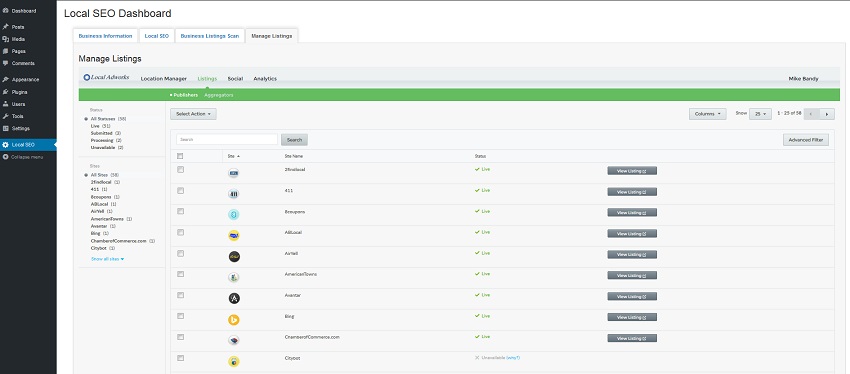 Local SEO Dashboard
Dashboard
Posts
Media
Pages
Comments
Appearance
Plugins
Users
Tools
Settings
Local SEO
Collapse menu
Business Information
Local SEO
Business Listings Scan
Manage Listings
Manage Listings
Local Adworks
Location Manager
Listings
Social
Analytics
Mike Bandy
Publishers
Aggregators
Status
All Statuses (58)
Live (51)
Submitted (3)
Processing (2)
Unavailable (2)
Sites
All Sites (58)
2findlocal (1)
411 (1)
8coupons (1)
ABLocal (1)
AirYell (1)
AmericanTowns (1)
Avantar (1)
Bing (1)
ChamberofCommerce.com (1)
Citybot (1)
Show all sites
Select Action
Columns
Show
25
1 - 25 of 58
Search
Search
Advanced Filter
Site
Site Name
Status
2findlocal
Live
View Listing
411
411
Live
View Listing
8coupons
Live
View Listing
ABLocal
Live
View Listing
AirYell
Live
View Listing
AmericanTowns
Live
View Listing
Avantar
Live
View Listing
Bing
Live
View Listing
ChamberofCommerce.com
Live
View Listing
Citybot
Unavailable (why?)